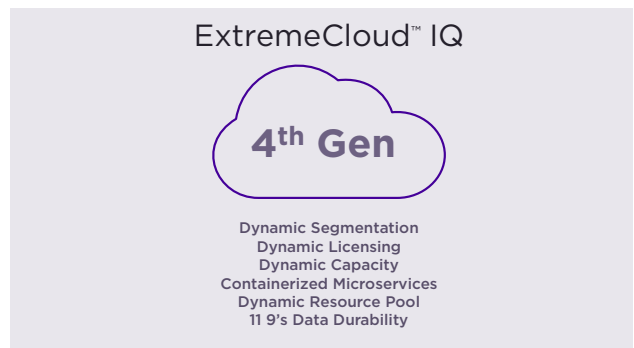 ExtremeCloud™ IQ
4th Gen
Dynamic Segmentation
Dynamic Licensing
Dynamic Capacity
Containerized Microservices
Dynamic Resource Pool
11 9's Data Durability